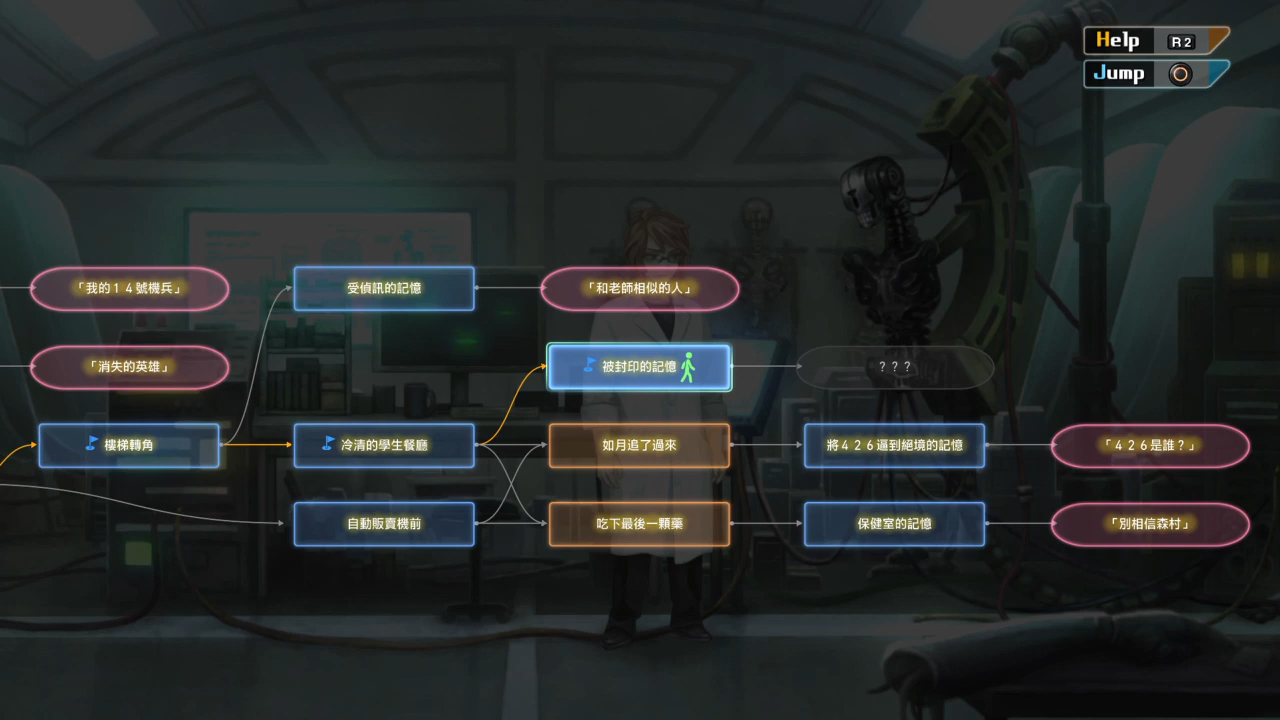 Help R2
Jump
「我的１４號機兵」 受偵訊的記憶 「和老師相似的人」
「消失的英雄」 被封印的記憶 ？？？
樓梯轉角 冷清的學生餐廳 如月追了過來 將４２６逼到絕境的記憶 「４２６是誰？」
自動販賣機前 吃下最後一顆藥 保健室的記憶 「別相信森村」